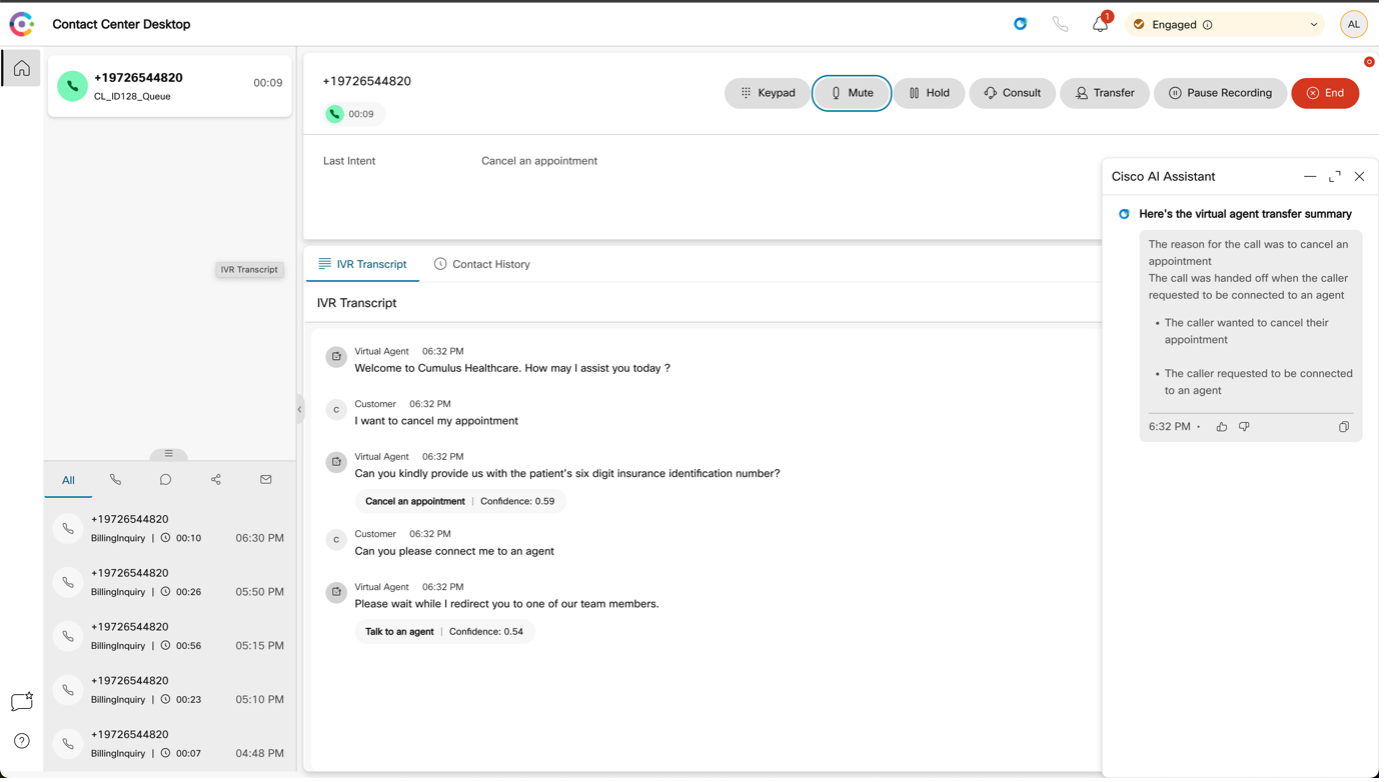 Contact Center Desktop
1
Engaged
AL
+19726544820
CL_ID128_Queue
00:09
IVR Transcript
All
+19726544820
BillingInquiry | 00:10 06:30 PM
+19726544820
BillingInquiry | 00:26 05:50 PM
+19726544820
BillingInquiry | 00:56 05:15 PM
+19726544820
BillingInquiry | 00:23 05:10 PM
+19726544820
BillingInquiry | 00:07 04:48 PM
+19726544820
00:09
Keypad Mute Hold Consult Transfer Pause Recording End
Last Intent Cancel an appointment
IVR Transcript Contact History
IVR Transcript
Virtual Agent 06:32 PM
Welcome to Cumulus Healthcare. How may I assist you today ?
C
Customer 06:32 PM
I want to cancel my appointment
Virtual Agent 06:32 PM
Can you kindly provide us with the patient's six digit insurance identification number?
Cancel an appointment | Confidence: 0.59
C
Customer 06:32 PM
Can you please connect me to an agent
Virtual Agent 06:32 PM
Please wait while I redirect you to one of our team members.
Talk to an agent | Confidence: 0.54
Cisco AI Assistant
Here's the virtual agent transfer summary
The reason for the call was to cancel an
appointment
The call was handed off when the caller
requested to be connected to an agent
• The caller wanted to cancel their
appointment
• The caller requested to be connected
to an agent
6:32 PM •